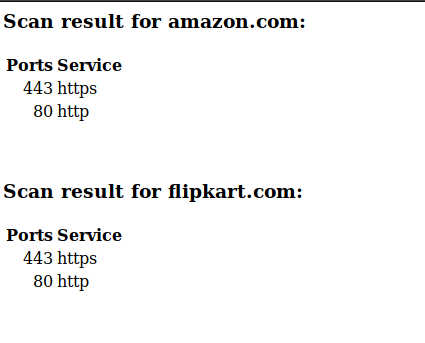 Scan result for amazon.com:
Ports Service
443 https
80 http
Scan result for flipkart.com:
Ports Service
443 https
80 http